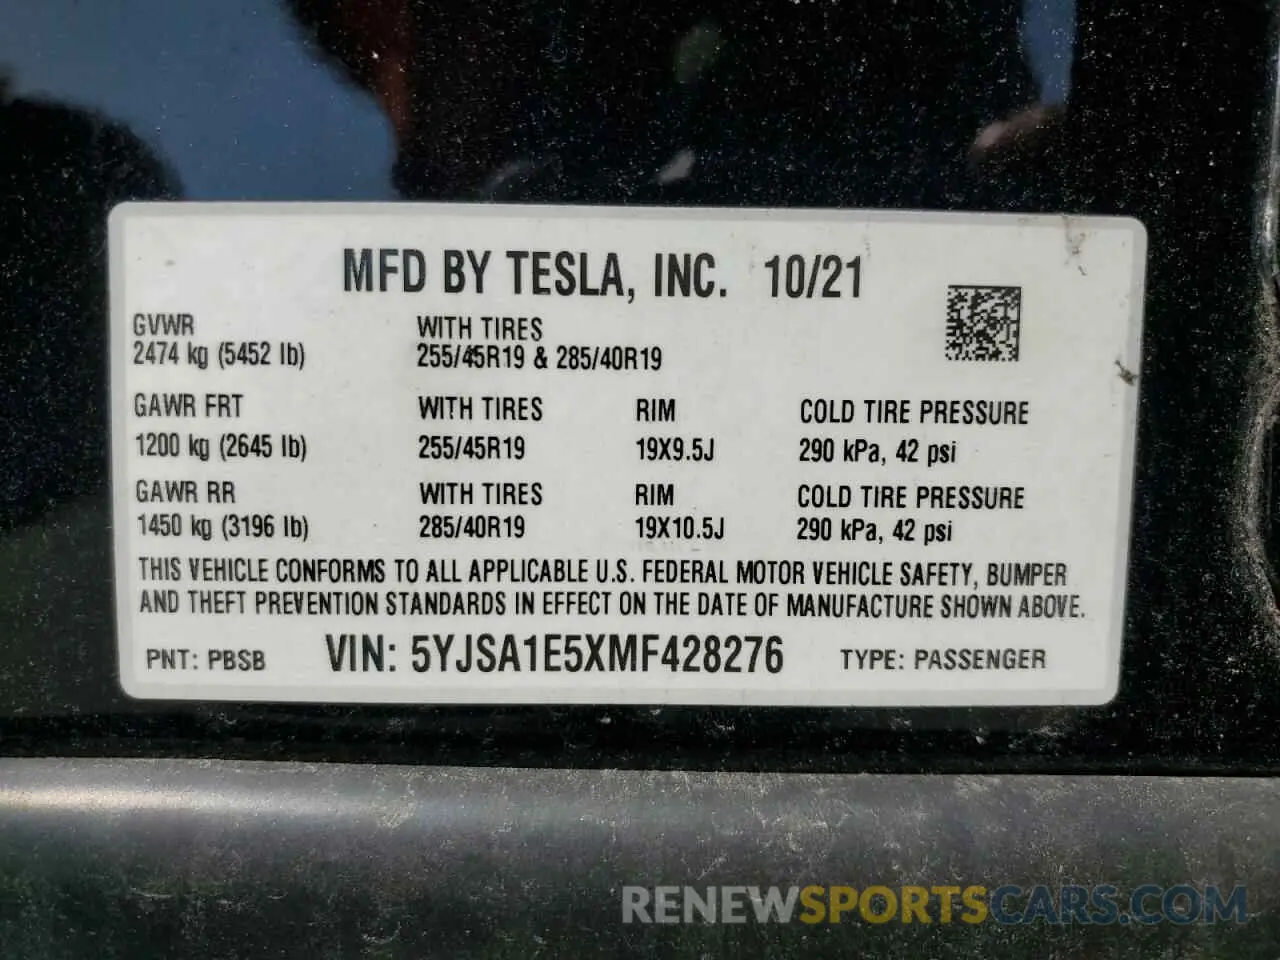 MFD BY TESLA, INC. 10/21
GVWR WITH TIRES
2474 kg (5452 lb) 255/45R19 & 285/40R19
GAWR FRT WITH TIRES RIM COLD TIRE PRESSURE
1200 kg (2645 lb) 255/45R19 19X9.5J 290 kPa, 42 psi
GAWR RR WITH TIRES RIM COLD TIRE PRESSURE
1450 kg (3196 lb) 285/40R19 19X10.5J 290 kPa, 42 psi
THIS VEHICLE CONFORMS TO ALL APPLICABLE U.S. FEDERAL MOTOR VEHICLE SAFETY, BUMPER
AND THEFT PREVENTION STANDARDS IN EFFECT ON THE DATE OF MANUFACTURE SHOWN ABOVE.
PNT: PBSB VIN: 5YJSA1E5XMF428276 TYPE: PASSENGER
RENEWSPORTSCARS.COM